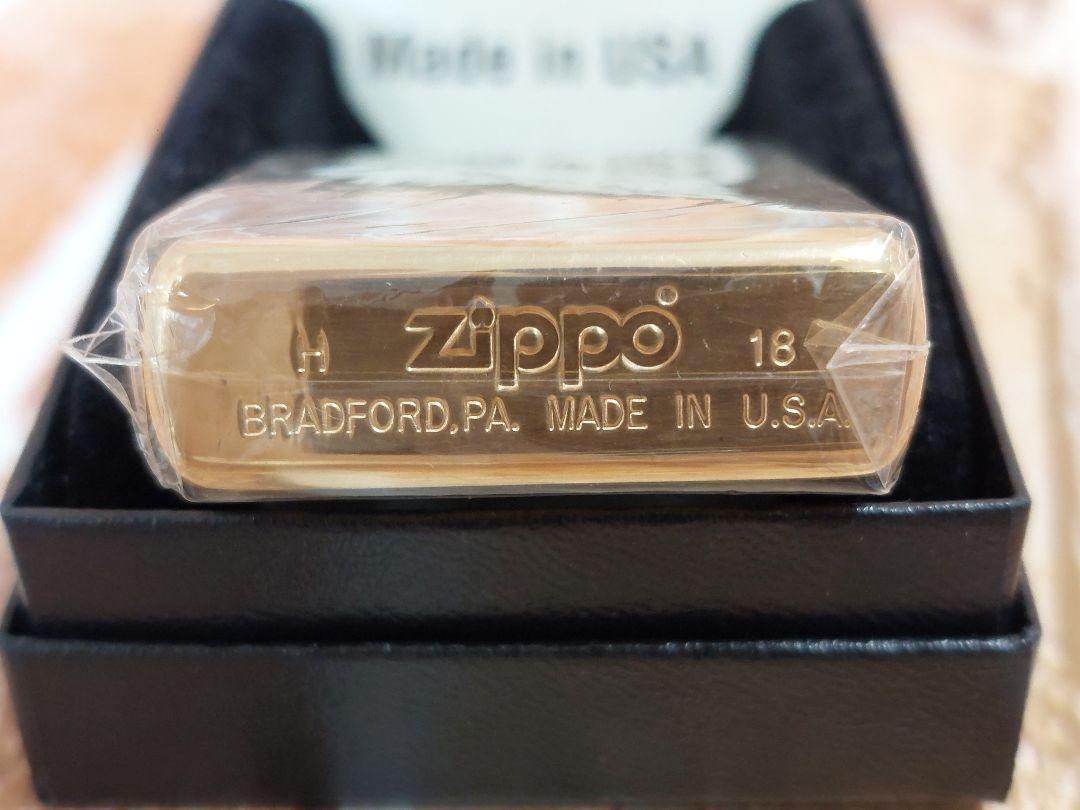 Made in USA
H zippo® 18
BRADFORD, PA. MADE IN U.S.A.